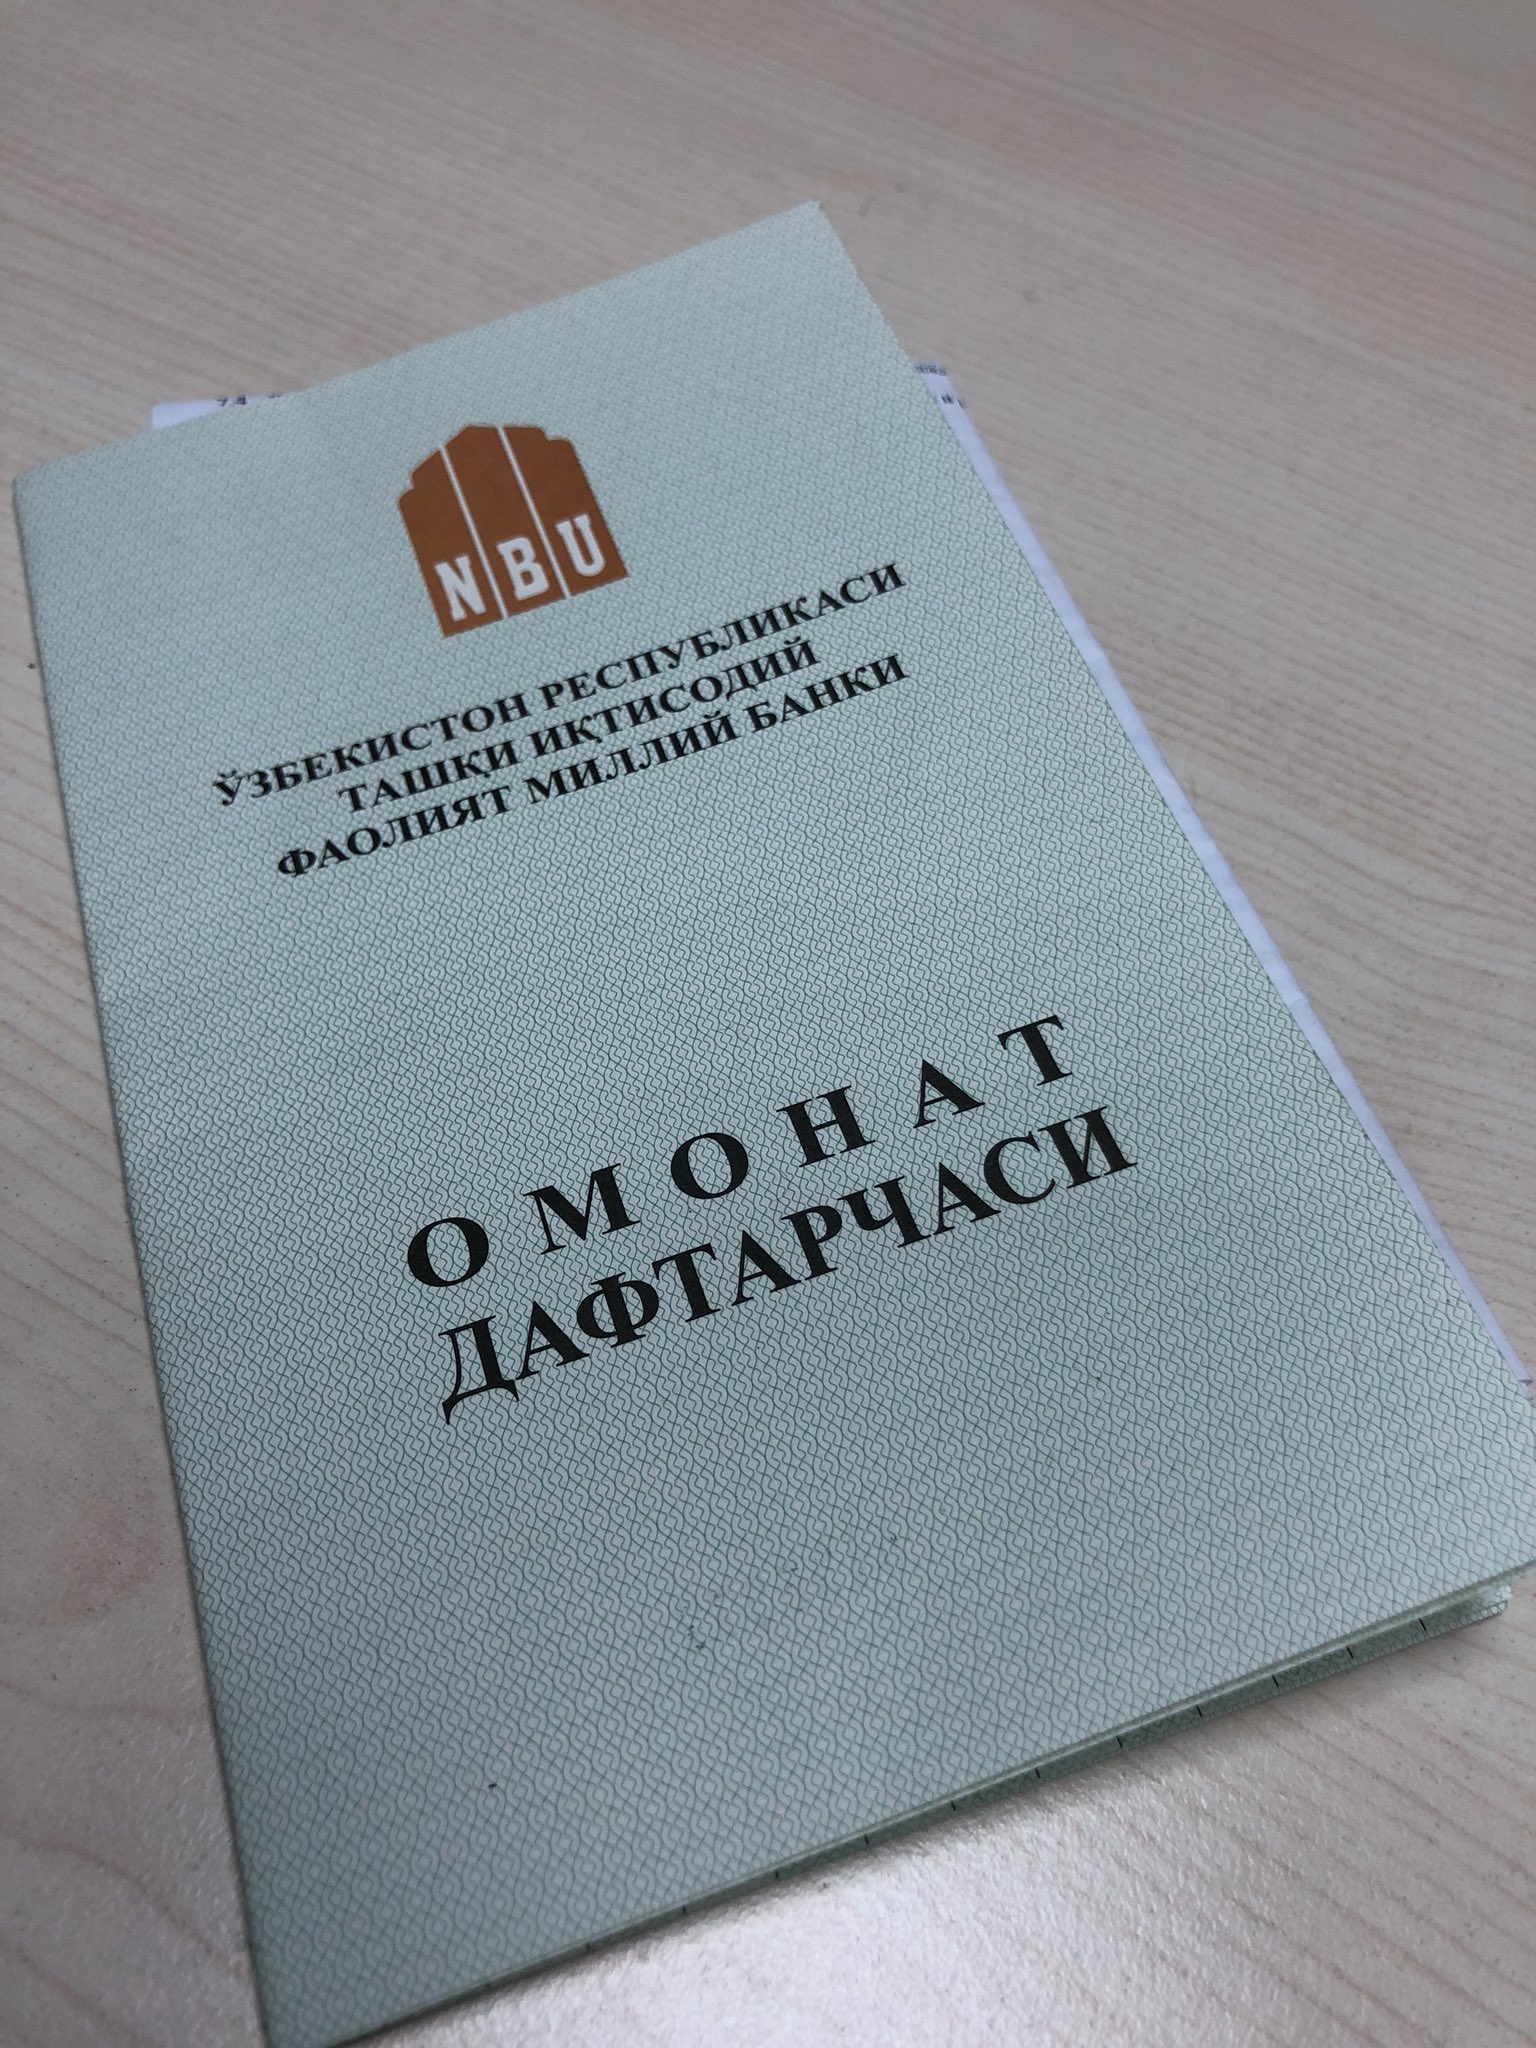 NBU
ЎЗБЕКИСТОН РЕСПУБЛИКАСИ
ТАШҚИ ИҚТИСОДИЙ
ФАОЛИЯТ МИЛЛИЙ БАНКИ
ОМОНАТ
ДАФТАРЧАСИ